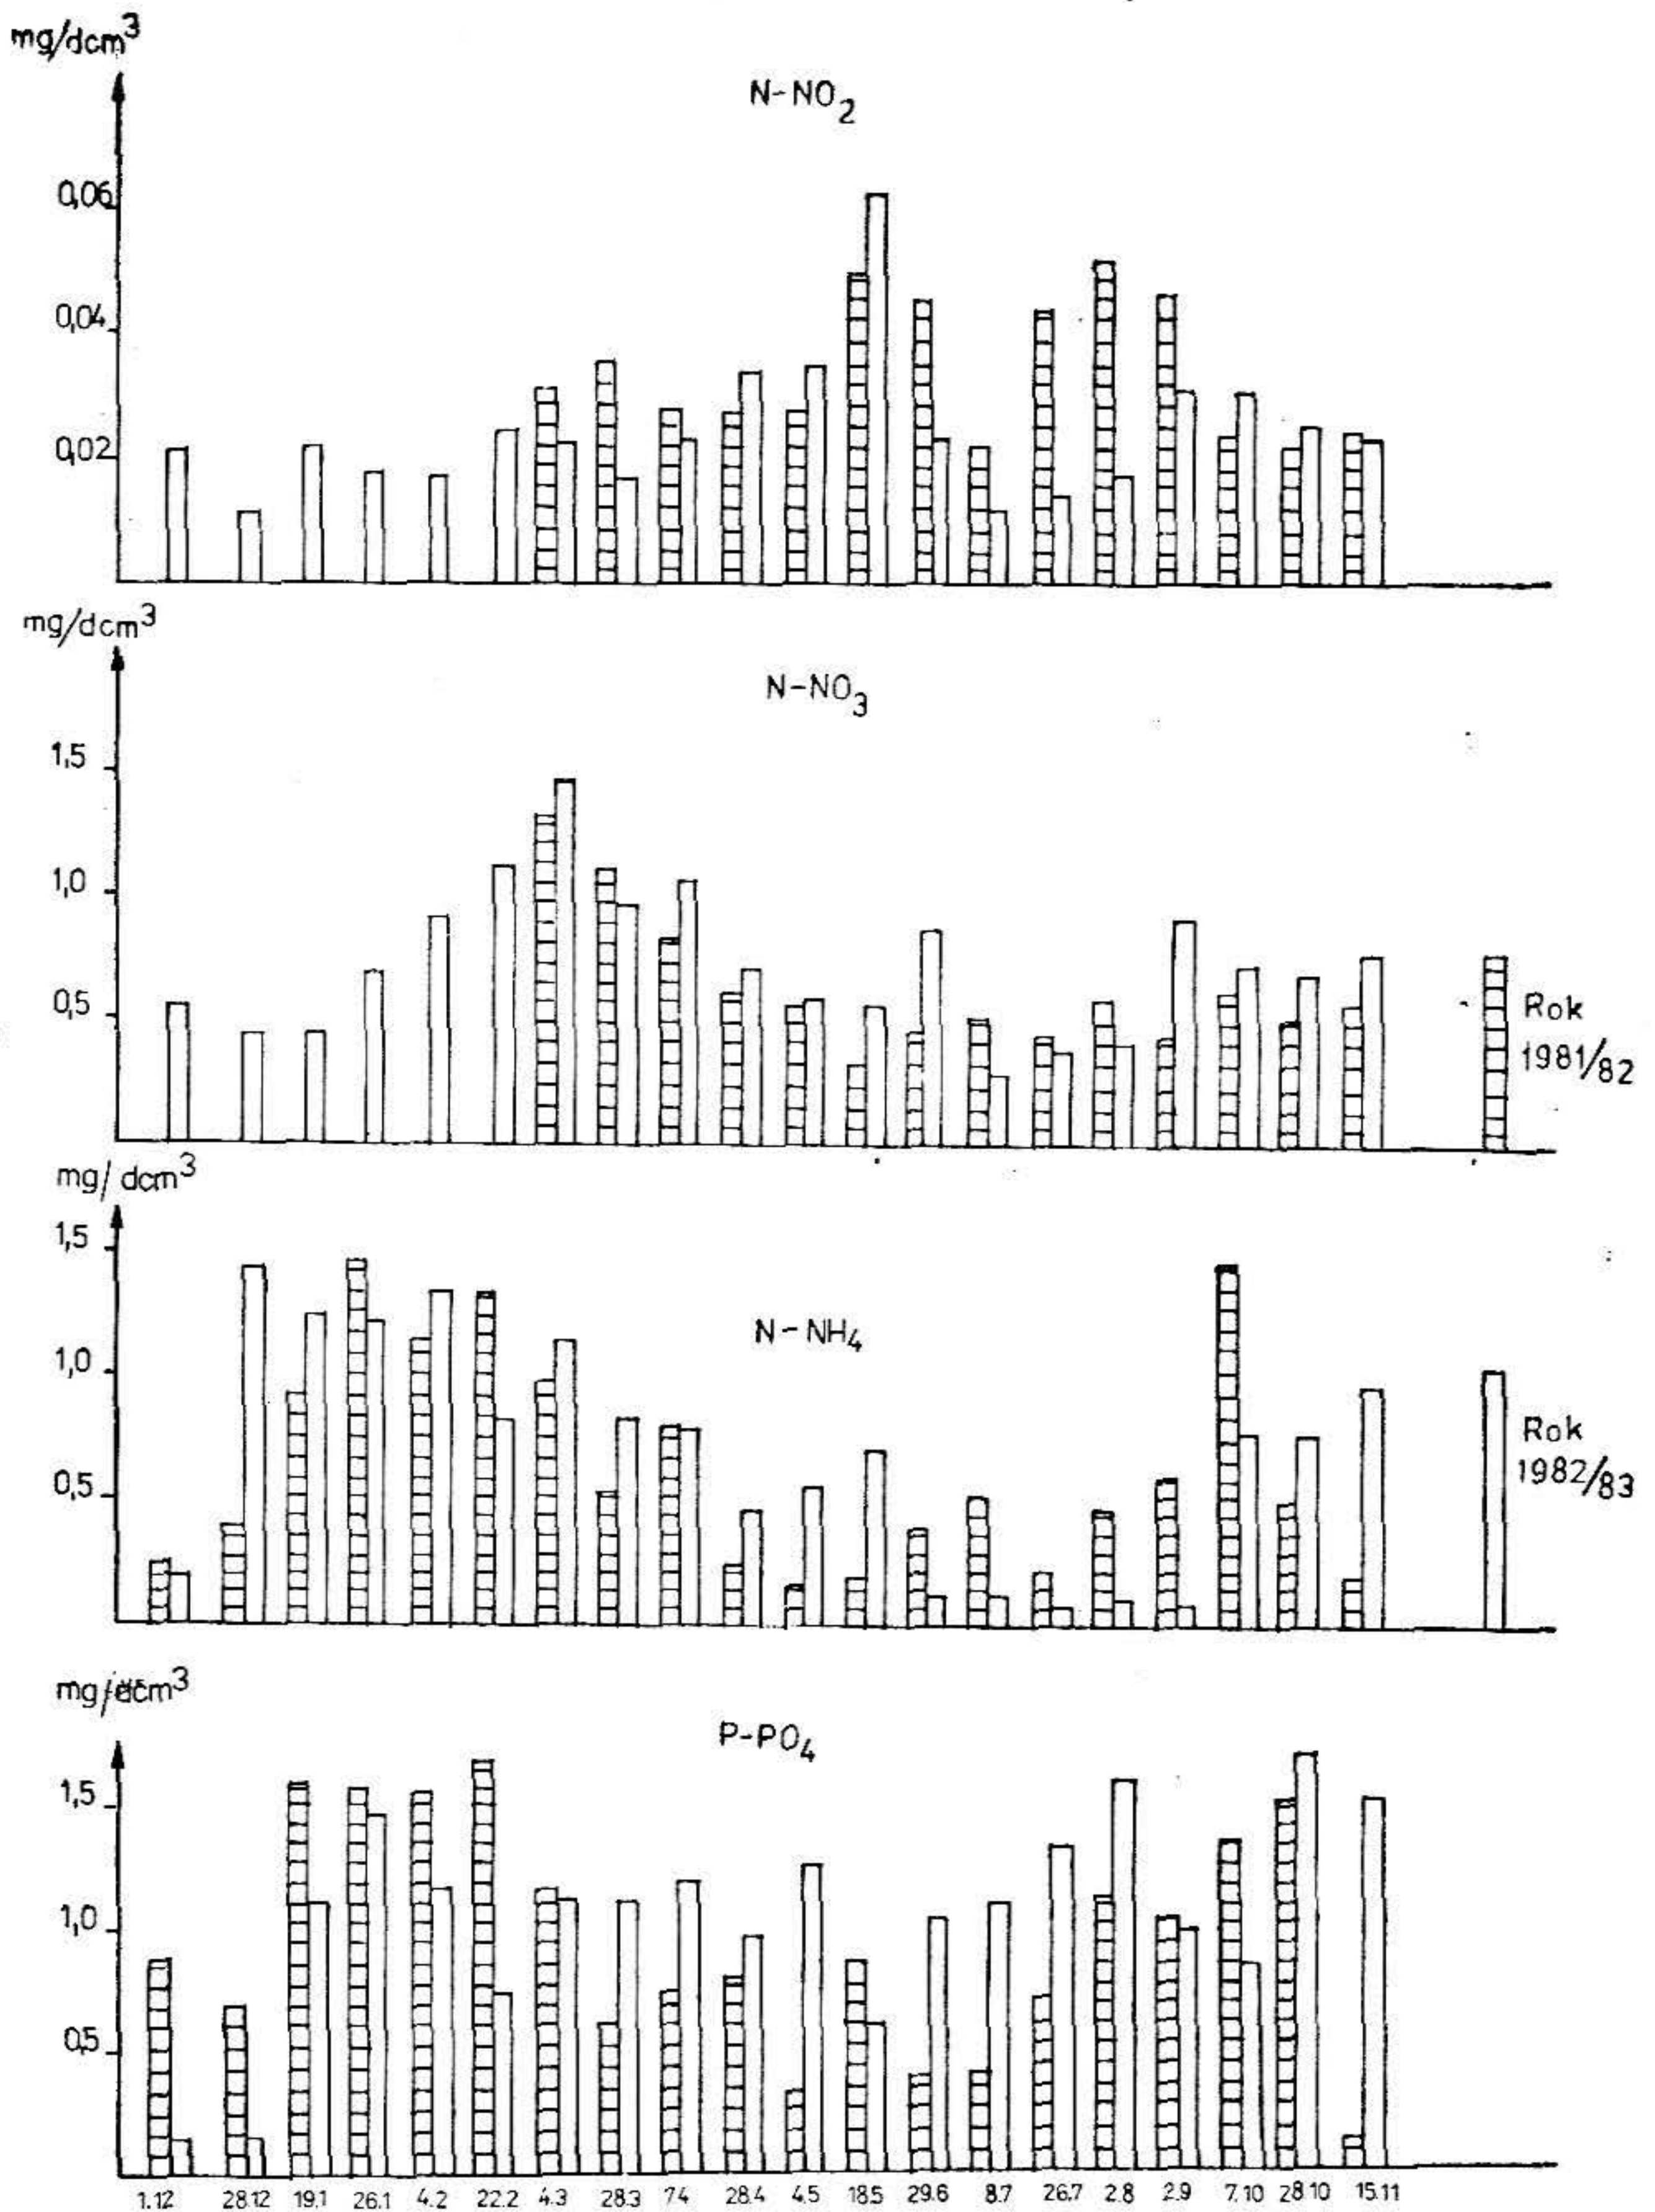 mg/dcm³
N-NO₂
0,06
0,04
0,02
mg/dcm³
N-NO₃
1,5
1,0
0,5
Rok
1981/82
mg/dcm³
1,5
N-NH₄
1,0
0,5
Rok
1982/83
mg/dcm³
P-PO₄
1,5
1,0
0,5
1.12 28.12 19.1 26.1 4.2 22.2 4.3 28.3 7.4 28.4 4.5 18.5 29.6 8.7 26.7 2.8 2.9 7.10 28.10 15.11